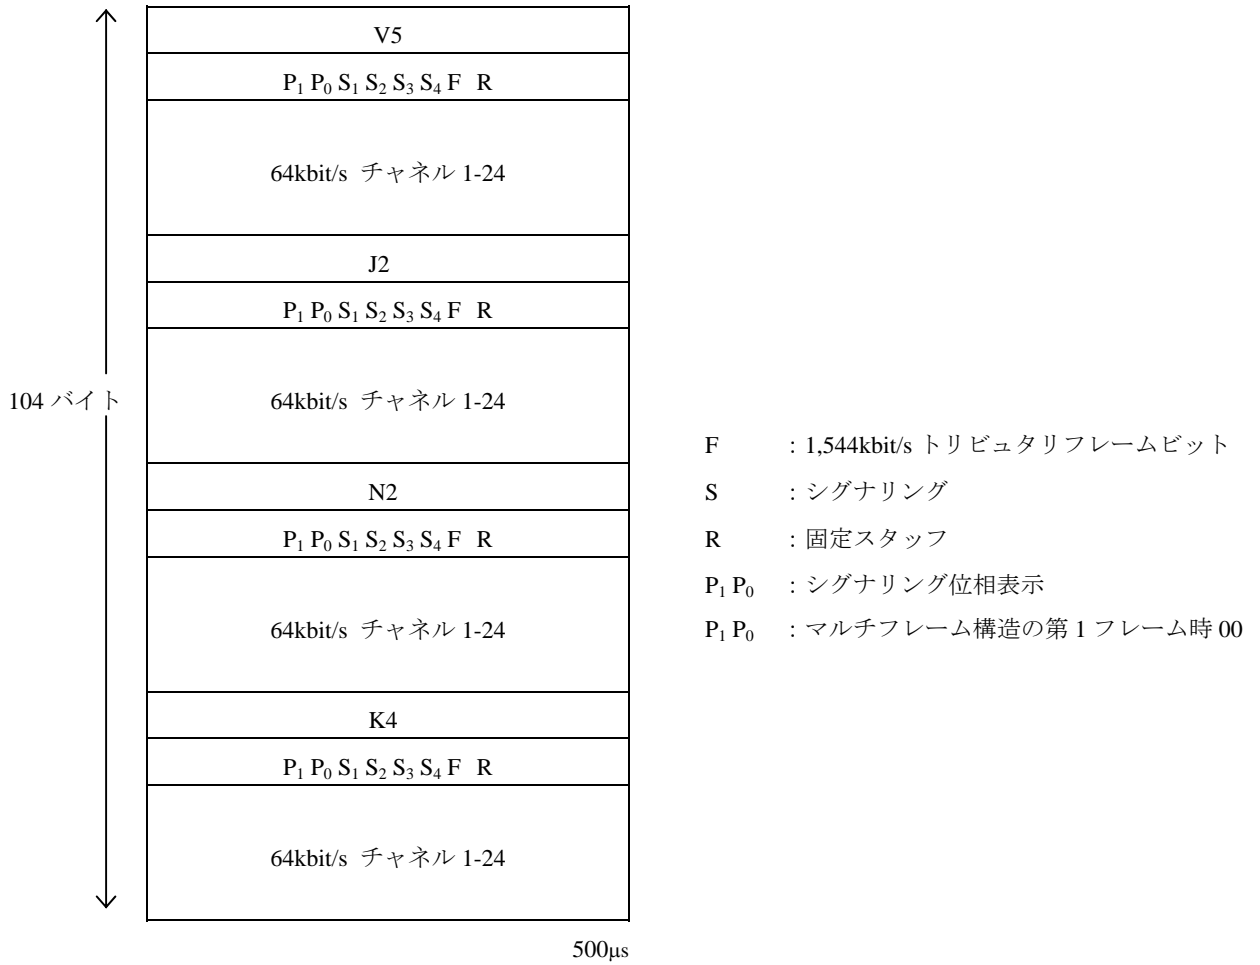 V5
P₁ P₀ S₁ S₂ S₃ S₄ F R
64kbit/s チャネル 1-24
J2
P₁ P₀ S₁ S₂ S₃ S₄ F R
104 バイト
64kbit/s チャネル 1-24
N2
P₁ P₀ S₁ S₂ S₃ S₄ F R
64kbit/s チャネル 1-24
K4
P₁ P₀ S₁ S₂ S₃ S₄ F R
64kbit/s チャネル 1-24
500μs
F : 1,544kbit/s トリビュタリフレームビット
S : シグナリング
R : 固定スタッフ
P₁ P₀ : シグナリング位相表示
P₁ P₀ : マルチフレーム構造の第 1 フレーム時 00